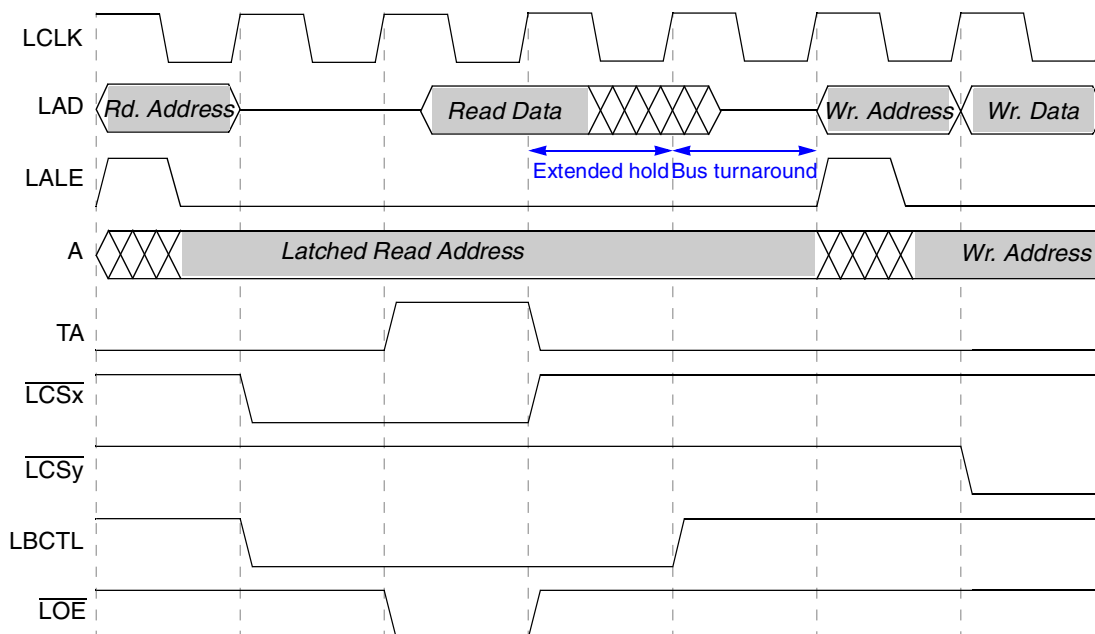 LCLK
LAD
Rd. Address
Read Data
Wr. Address
Wr. Data
Extended hold
Bus turnaround
LALE
A
Latched Read Address
Wr. Address
TA
LCSx
LCSy
LBCTL
LOE